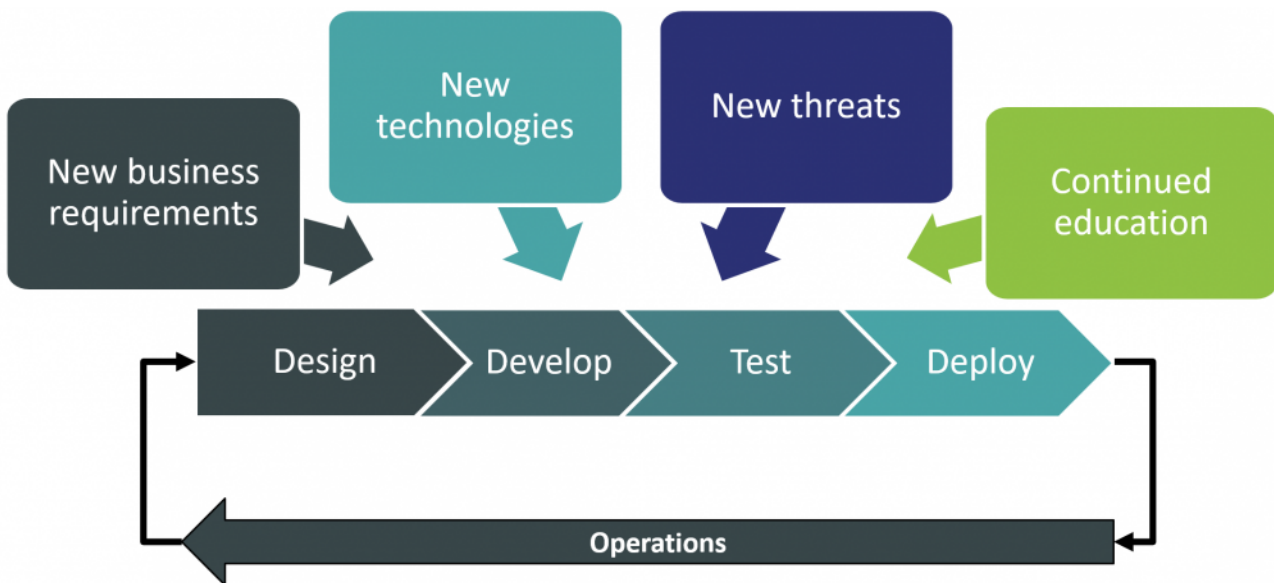 New business
requirements
New
technologies
New threats
Continued
education
Design
Develop
Test
Deploy
Operations